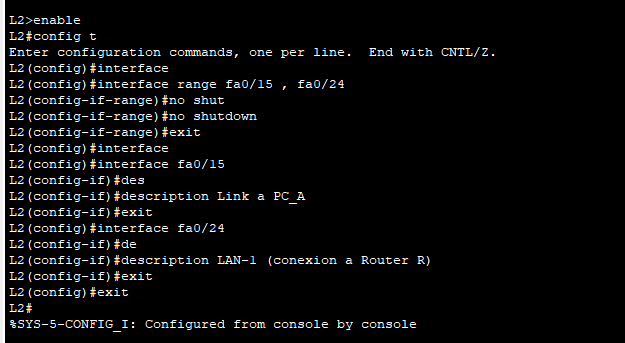 L2>enable
L2#config t
Enter configuration commands, one per line.  End with CNTL/Z.
L2(config)#interface
L2(config)#interface range fa0/15 , fa0/24
L2(config-if-range)#no shut
L2(config-if-range)#no shutdown
L2(config-if-range)#exit
L2(config)#interface
L2(config)#interface fa0/15
L2(config-if)#des
L2(config-if)#description Link a PC_A
L2(config-if)#exit
L2(config)#interface fa0/24
L2(config-if)#de
L2(config-if)#description LAN-1 (conexion a Router R)
L2(config-if)#exit
L2(config)#exit
L2#
%SYS-5-CONFIG_I: Configured from console by console